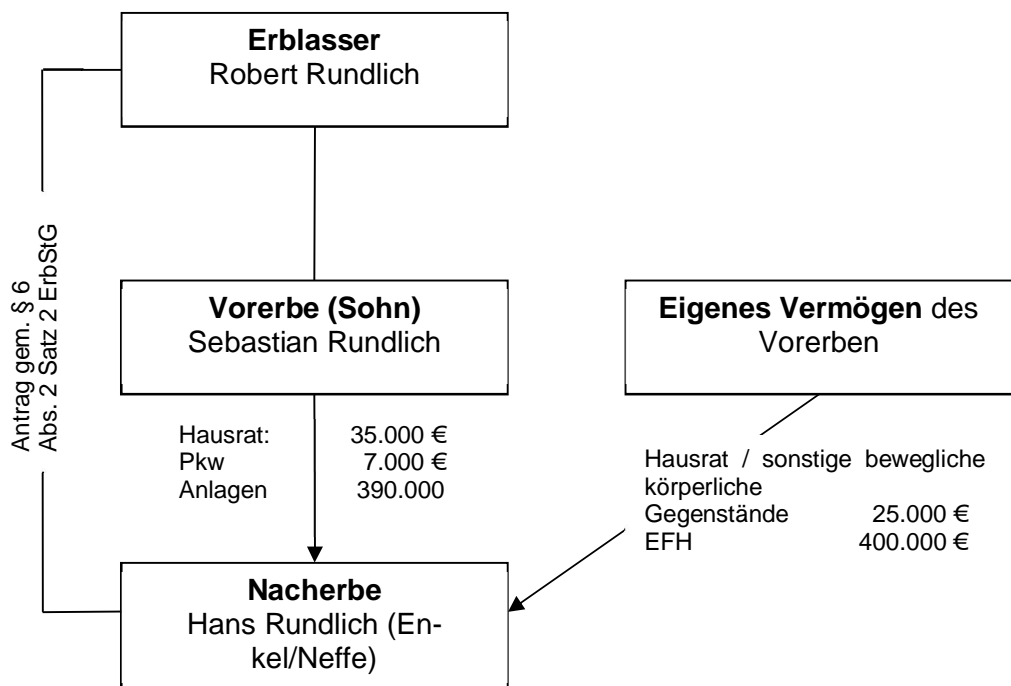 Erblasser
Robert Rundlich
Antrag gem. § 6
Abs. 2 Satz 2 ErbStG
Vorerbe (Sohn)
Sebastian Rundlich
Eigenes Vermögen des
Vorerben
Hausrat: 35.000 €
Pkw 7.000 €
Anlagen 390.000
Hausrat / sonstige bewegliche
körperliche
Gegenstände 25.000 €
EFH 400.000 €
Nacherbe
Hans Rundlich (En-
kel/Neffe)